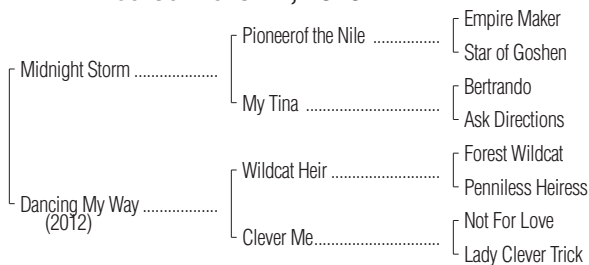 Midnight Storm ....................
Pioneerof the Nile ................
Empire Maker
Star of Goshen
My Tina ................................
Bertrando
Ask Directions
Dancing My Way ..................
(2012)
Wildcat Heir ..........................
Forest Wildcat
Penniless Heiress
Clever Me..............................
Not For Love
Lady Clever Trick